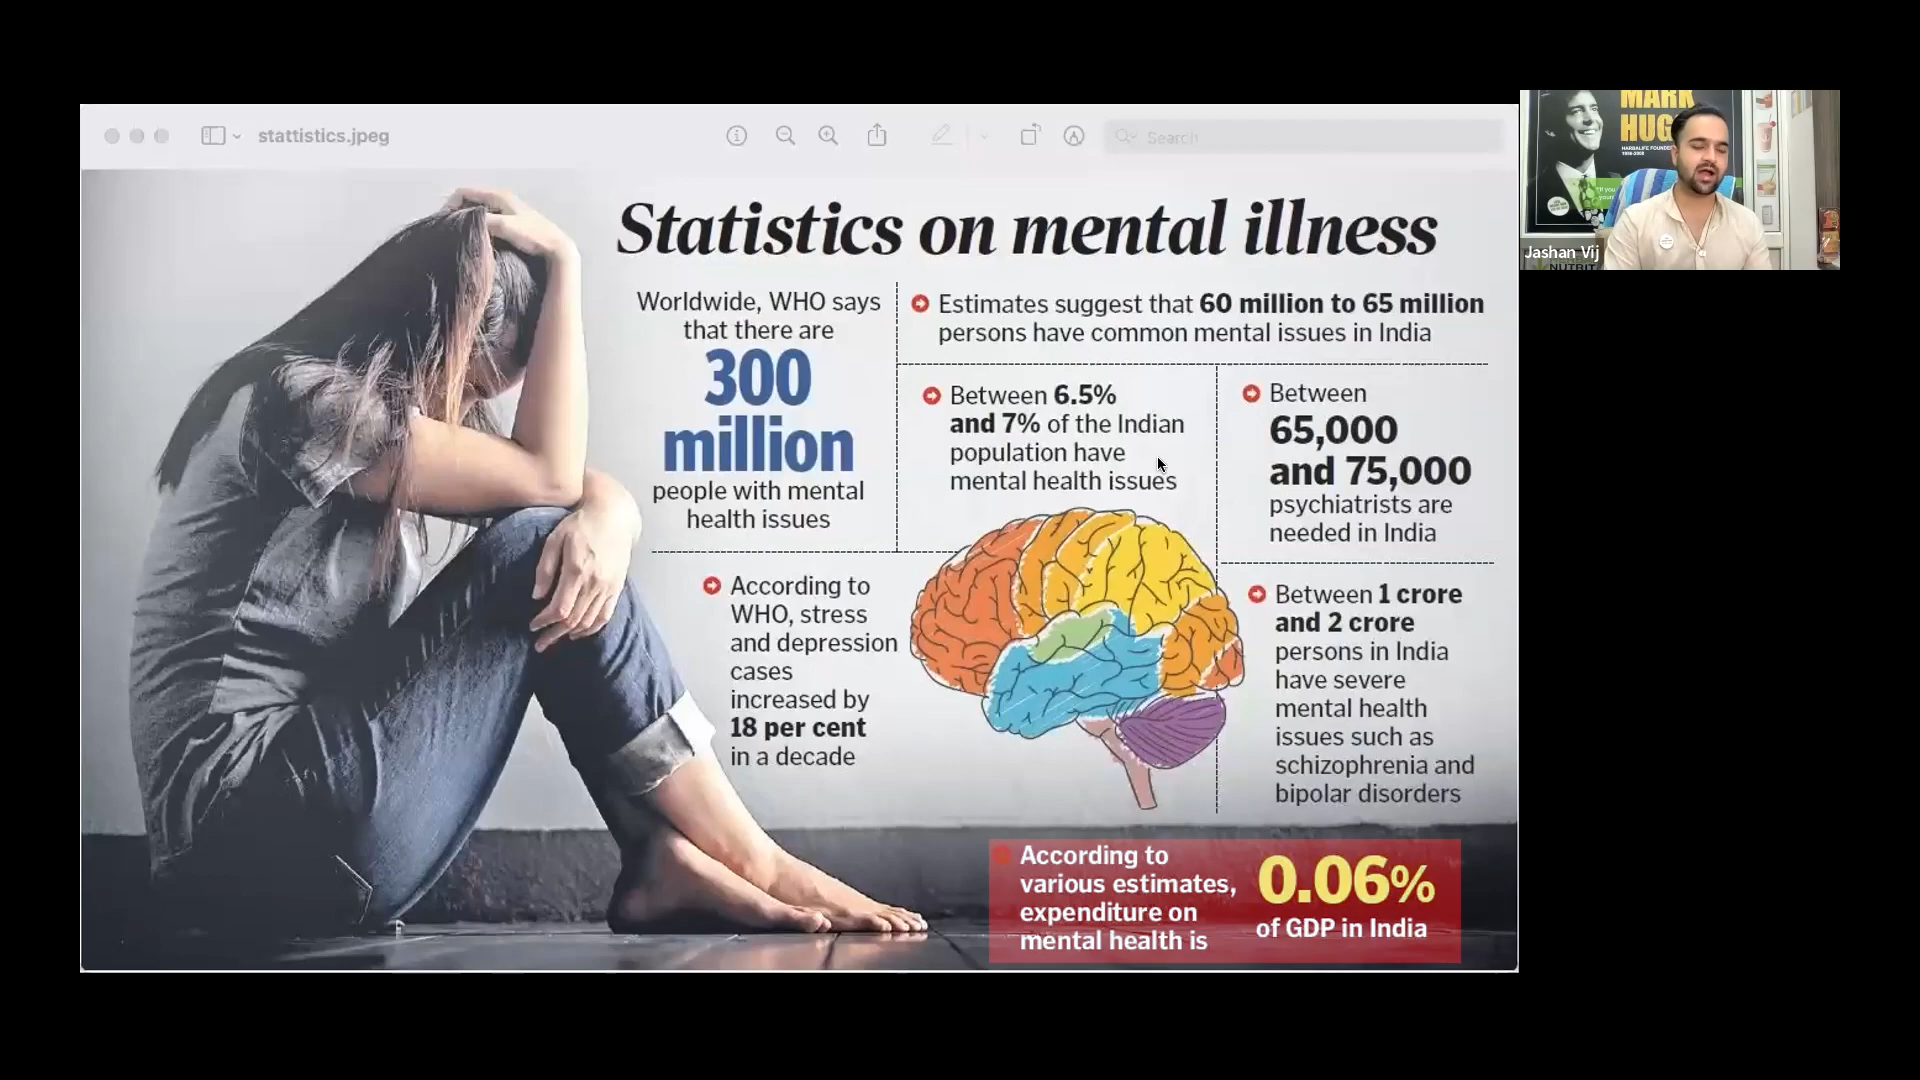 stattistics.jpeg
Search
Statistics on mental illness
Worldwide, WHO says
that there are
300
million
people with mental
health issues
Estimates suggest that 60 million to 65 million
persons have common mental issues in India
Between 6.5%
and 7% of the Indian
population have
mental health issues
Between
65,000
and 75,000
psychiatrists are
needed in India
According to
WHO, stress
and depression
cases
increased by
18 per cent
in a decade
Between 1 crore
and 2 crore
persons in India
have severe
mental health
issues such as
schizophrenia and
bipolar disorders
According to
various estimates,
expenditure on
mental health is
0.06%
of GDP in India
MARK
HUG
HERBALIFE FOUNDE
1956-2000
Jashan Vij
NUTRIT